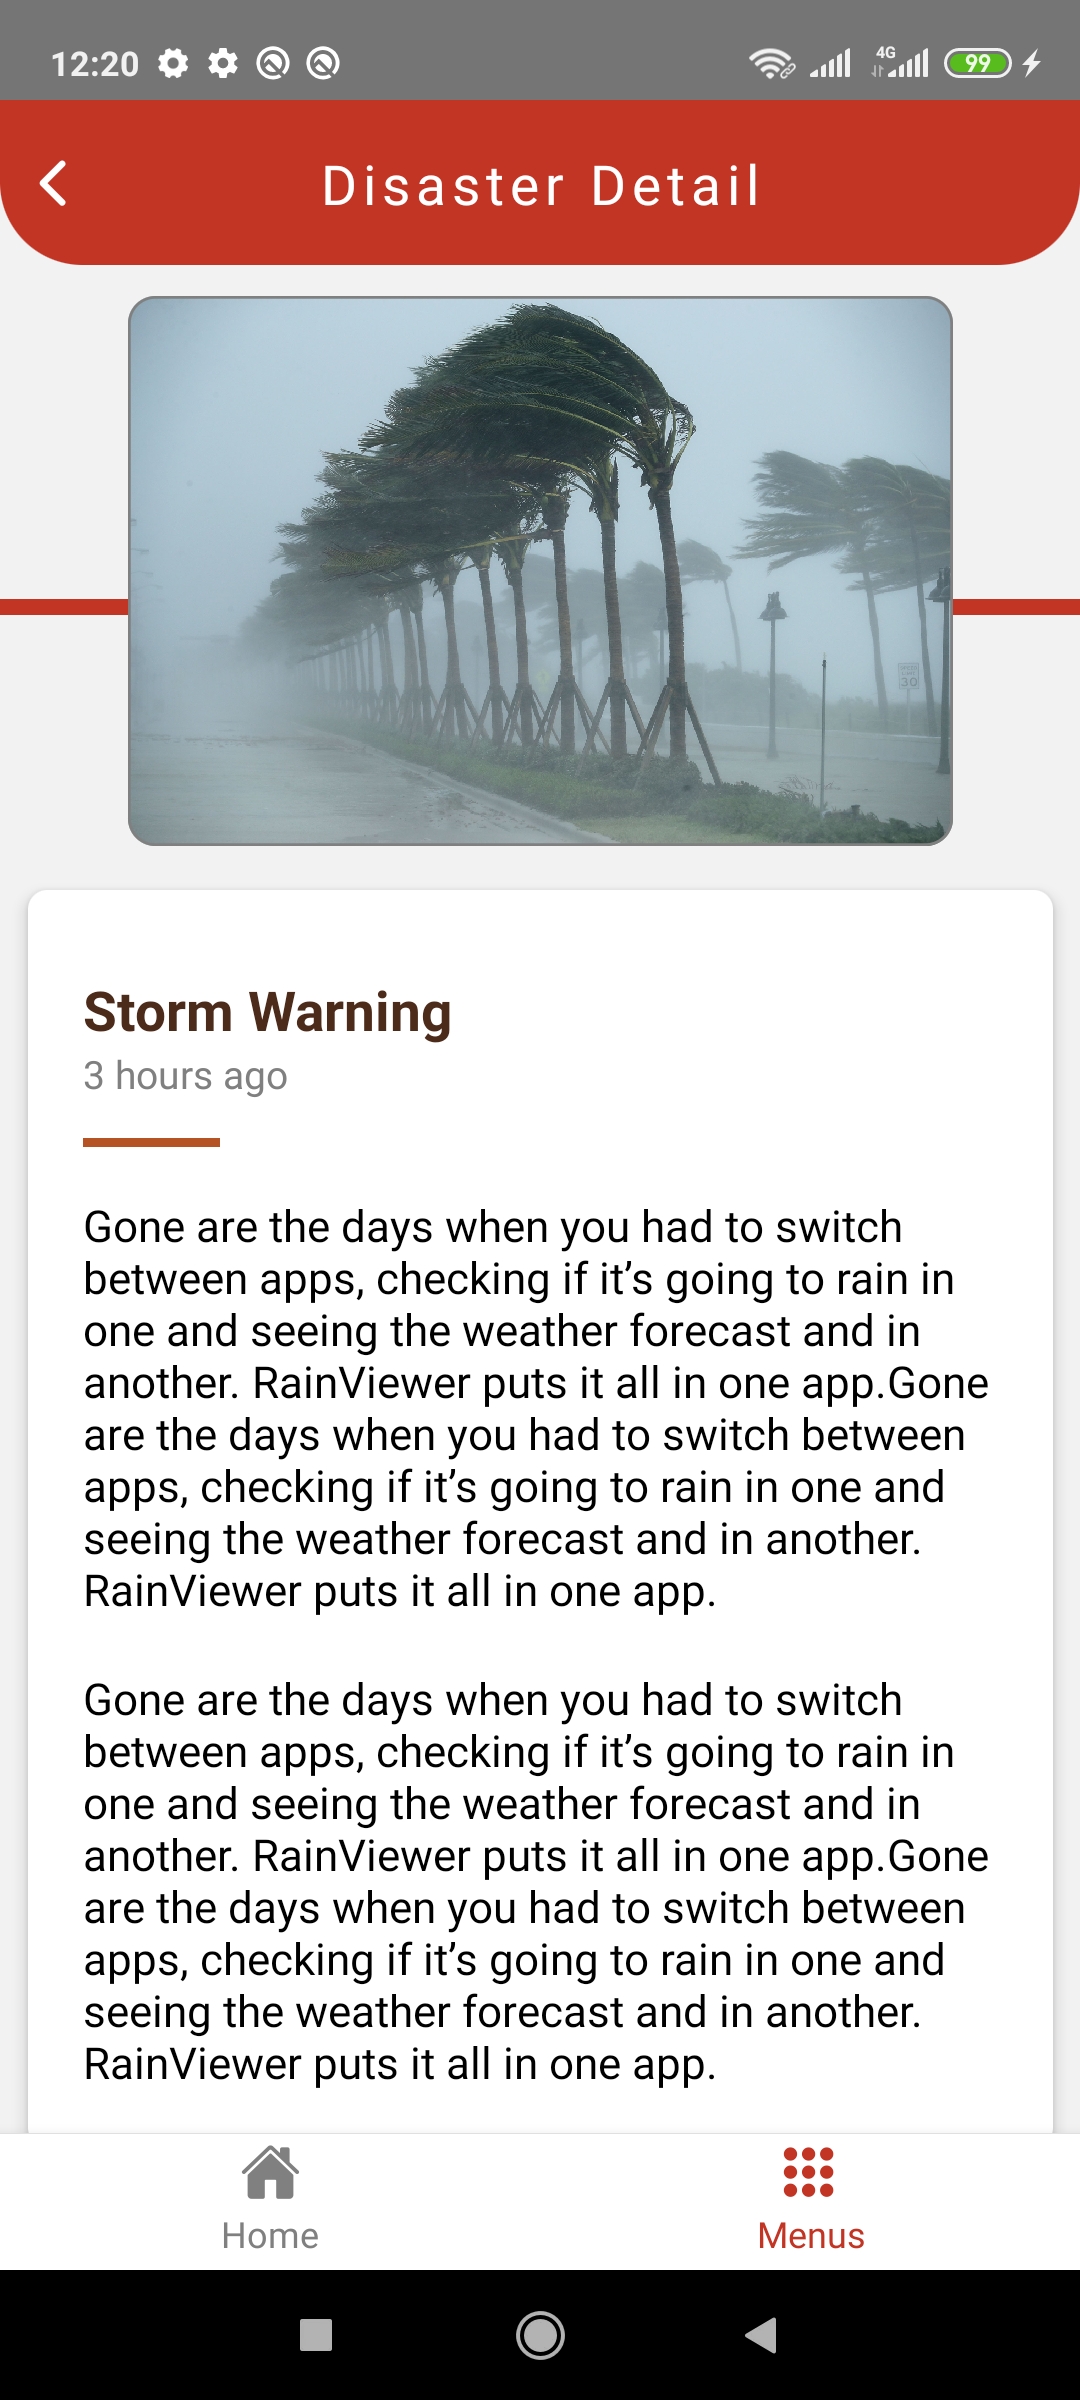 12:20
4G
99
Disaster Detail
30
Storm Warning
3 hours ago
Gone are the days when you had to switch
between apps, checking if it’s going to rain in
one and seeing the weather forecast and in
another. RainViewer puts it all in one app.Gone
are the days when you had to switch between
apps, checking if it’s going to rain in one and
seeing the weather forecast and in another.
RainViewer puts it all in one app.
Gone are the days when you had to switch
between apps, checking if it’s going to rain in
one and seeing the weather forecast and in
another. RainViewer puts it all in one app.Gone
are the days when you had to switch between
apps, checking if it’s going to rain in one and
seeing the weather forecast and in another.
RainViewer puts it all in one app.
Home
Menus